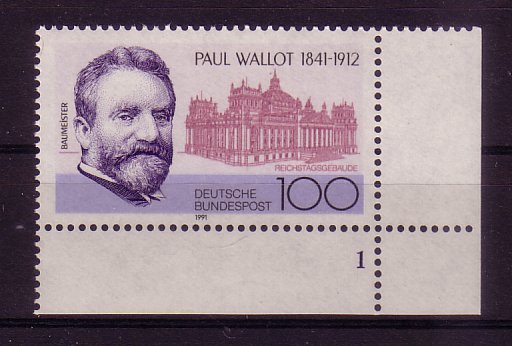 PAUL WALLOT 1841-1912
BAUMEISTER
REICHSTAGSGEBÄUDE
DEUTSCHE
BUNDESPOST 100
1991
1